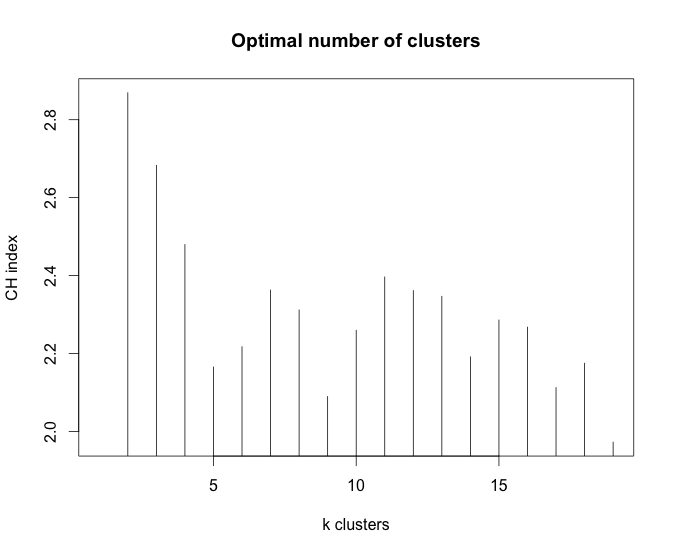 Optimal number of clusters
CH index
2.8
2.6
2.4
2.2
2.0
5 10 15
k clusters